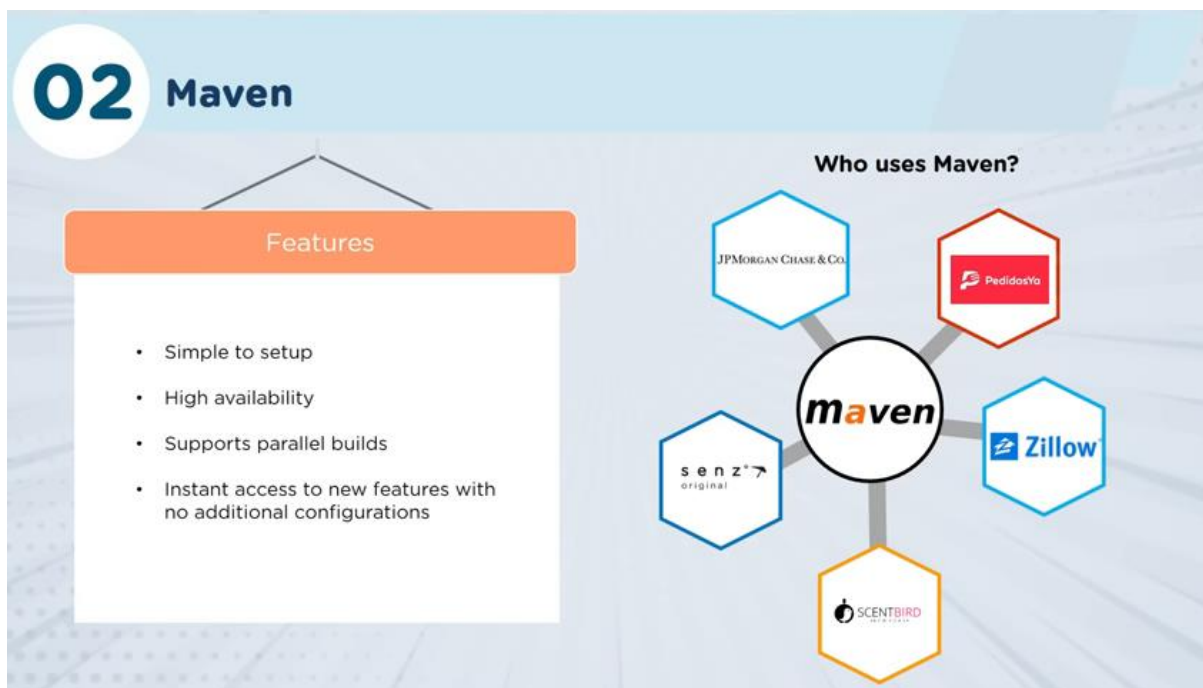 02 Maven
Features
• Simple to setup
• High availability
• Supports parallel builds
• Instant access to new features with
no additional configurations
Who uses Maven?
JPMORGAN CHASE & CO.
PedidosYa
maven
Zillow
senz°
original
SCENTBIRD